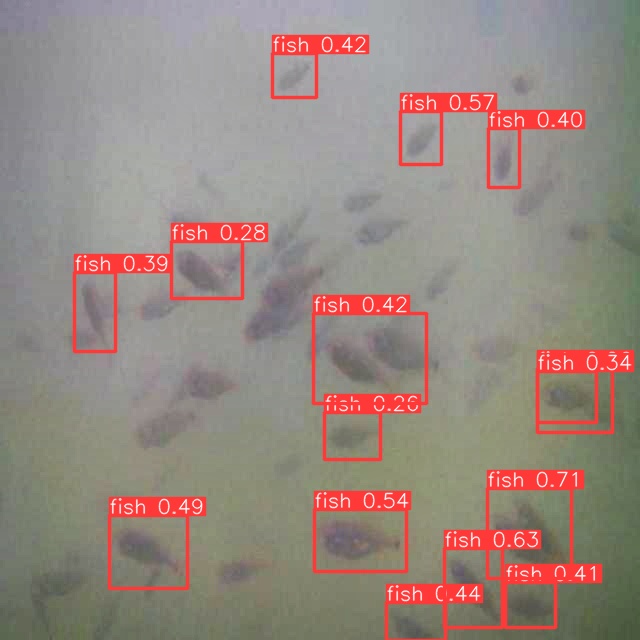 fish 0.42
fish 0.57
fish 0.40
fish 0.28
fish 0.39
fish 0.42
fish 0.34
fish 0.26
fish 0.71
fish 0.49
fish 0.54
fish 0.63
fish 0.41
fish 0.44